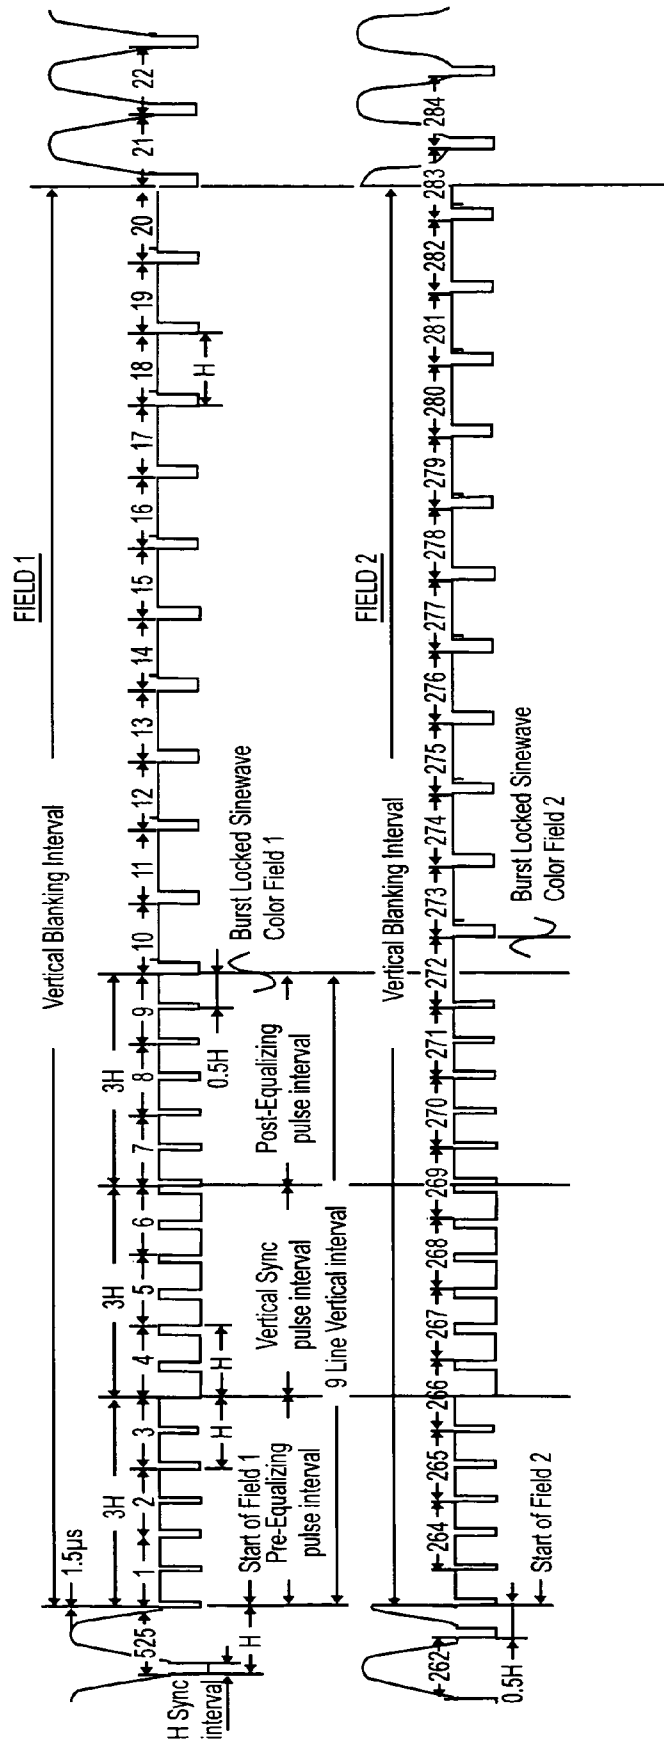 FIELD 1
Vertical Blanking Interval
1.5µs
3H
3H
3H
525
1
2
3
4
5
6
7
8
9
10
11
12
13
14
15
16
17
18
19
20
21
22
H Sync
interval
H
H
H
0.5H
H
Start of Field 1
Pre-Equalizing
pulse interval
Vertical Sync
pulse interval
Post-Equalizing
pulse interval
Burst Locked Sinewave
Color Field 1
9 Line Vertical interval
FIELD 2
Vertical Blanking Interval
262
264
265
266
267
268
269
270
271
272
273
274
275
276
277
278
279
280
281
282
283
284
0.5H
Start of Field 2
Burst Locked Sinewave
Color Field 2